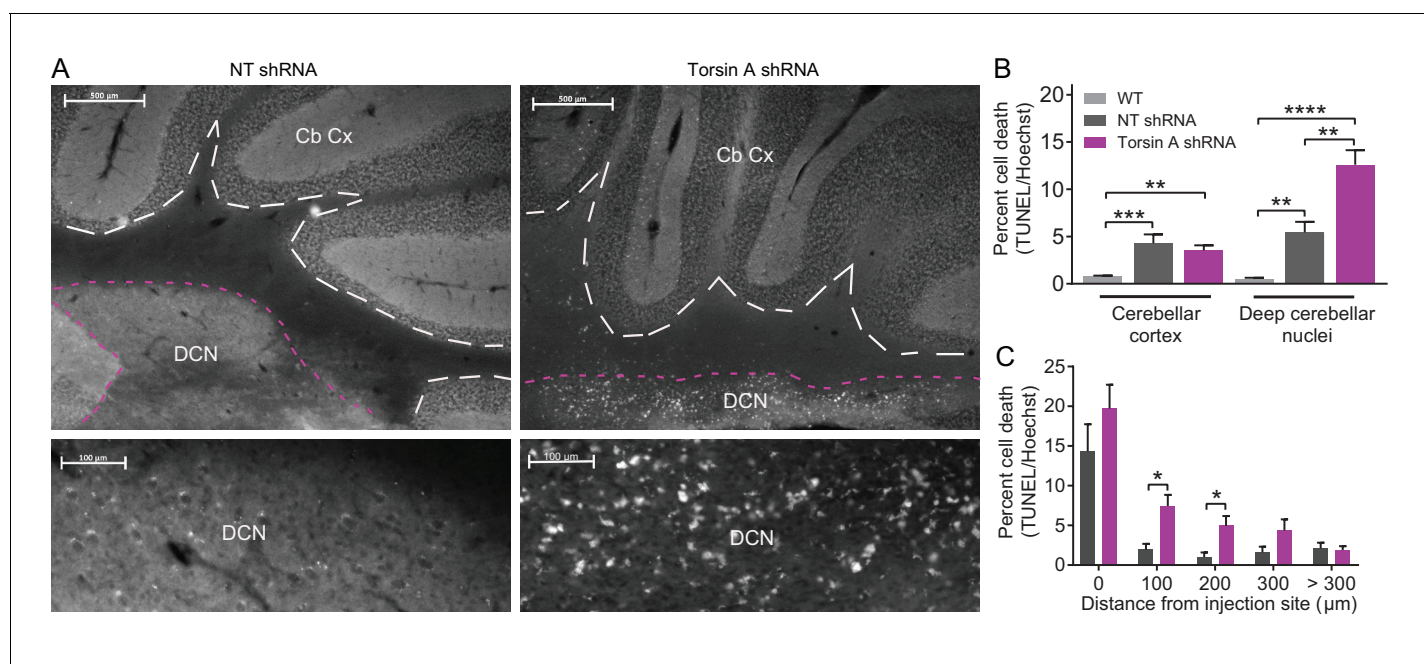 A
NT shRNA
Torsin A shRNA
500 µm
Cb Cx
DCN
500 µm
Cb Cx
DCN
100 µm
DCN
100 µm
DCN
B
Percent cell death
(TUNEL/Hoechst)
20
15
10
5
0
WT
NT shRNA
Torsin A shRNA
***
**
**
****
**
Cerebellar
cortex
Deep cerebellar
nuclei
C
Percent cell death
(TUNEL/Hoechst)
25
20
15
10
5
0
*
*
0 100 200 300 > 300
Distance from injection site (µm)